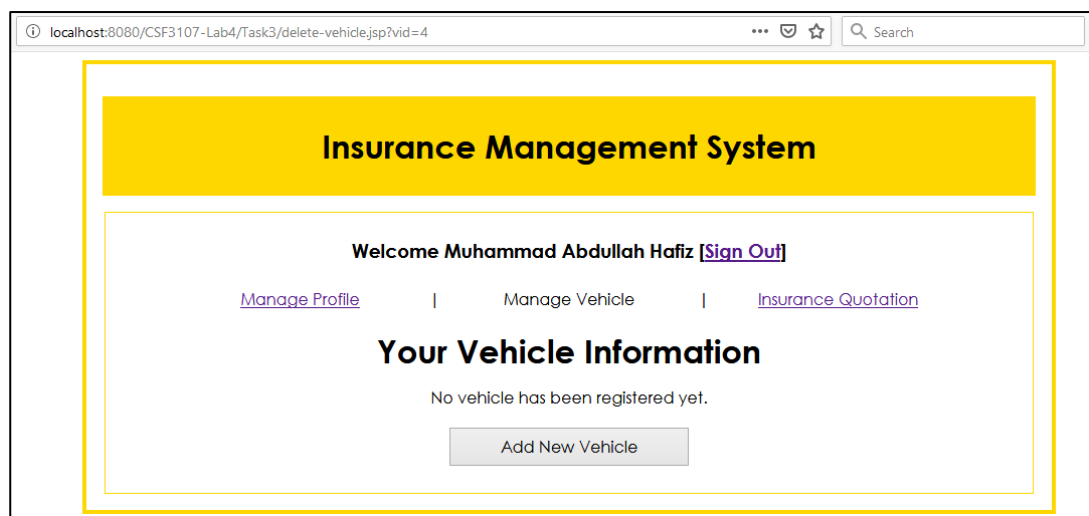 localhost:8080/CSF3107-Lab4/Task3/delete-vehicle.jsp?vid=4
Search
Insurance Management System
Welcome Muhammad Abdullah Hafiz [Sign Out]
Manage Profile | Manage Vehicle | Insurance Quotation
Your Vehicle Information
No vehicle has been registered yet.
Add New Vehicle